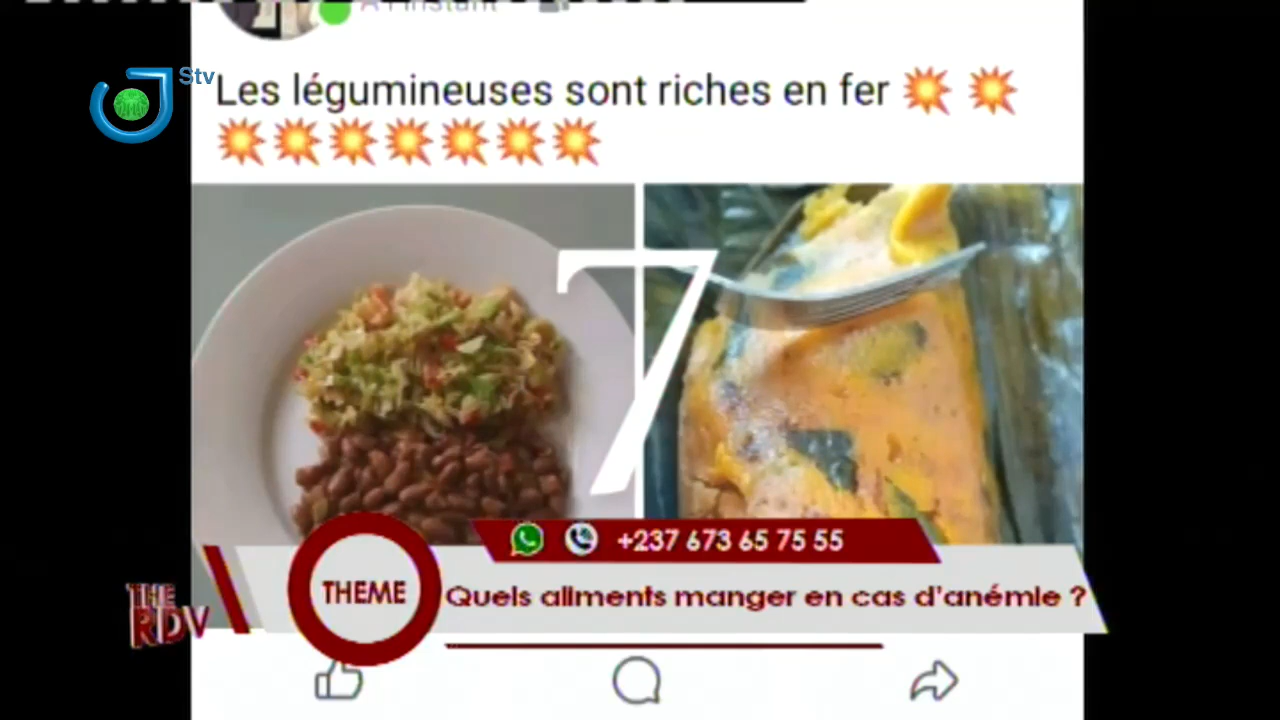 À l'instant
Stv
Les légumineuses sont riches en fer 💥 💥
💥💥💥💥💥💥💥
7
+237 673 65 75 55
THEME
Quels aliments manger en cas d'anémie ?
THE
RDV